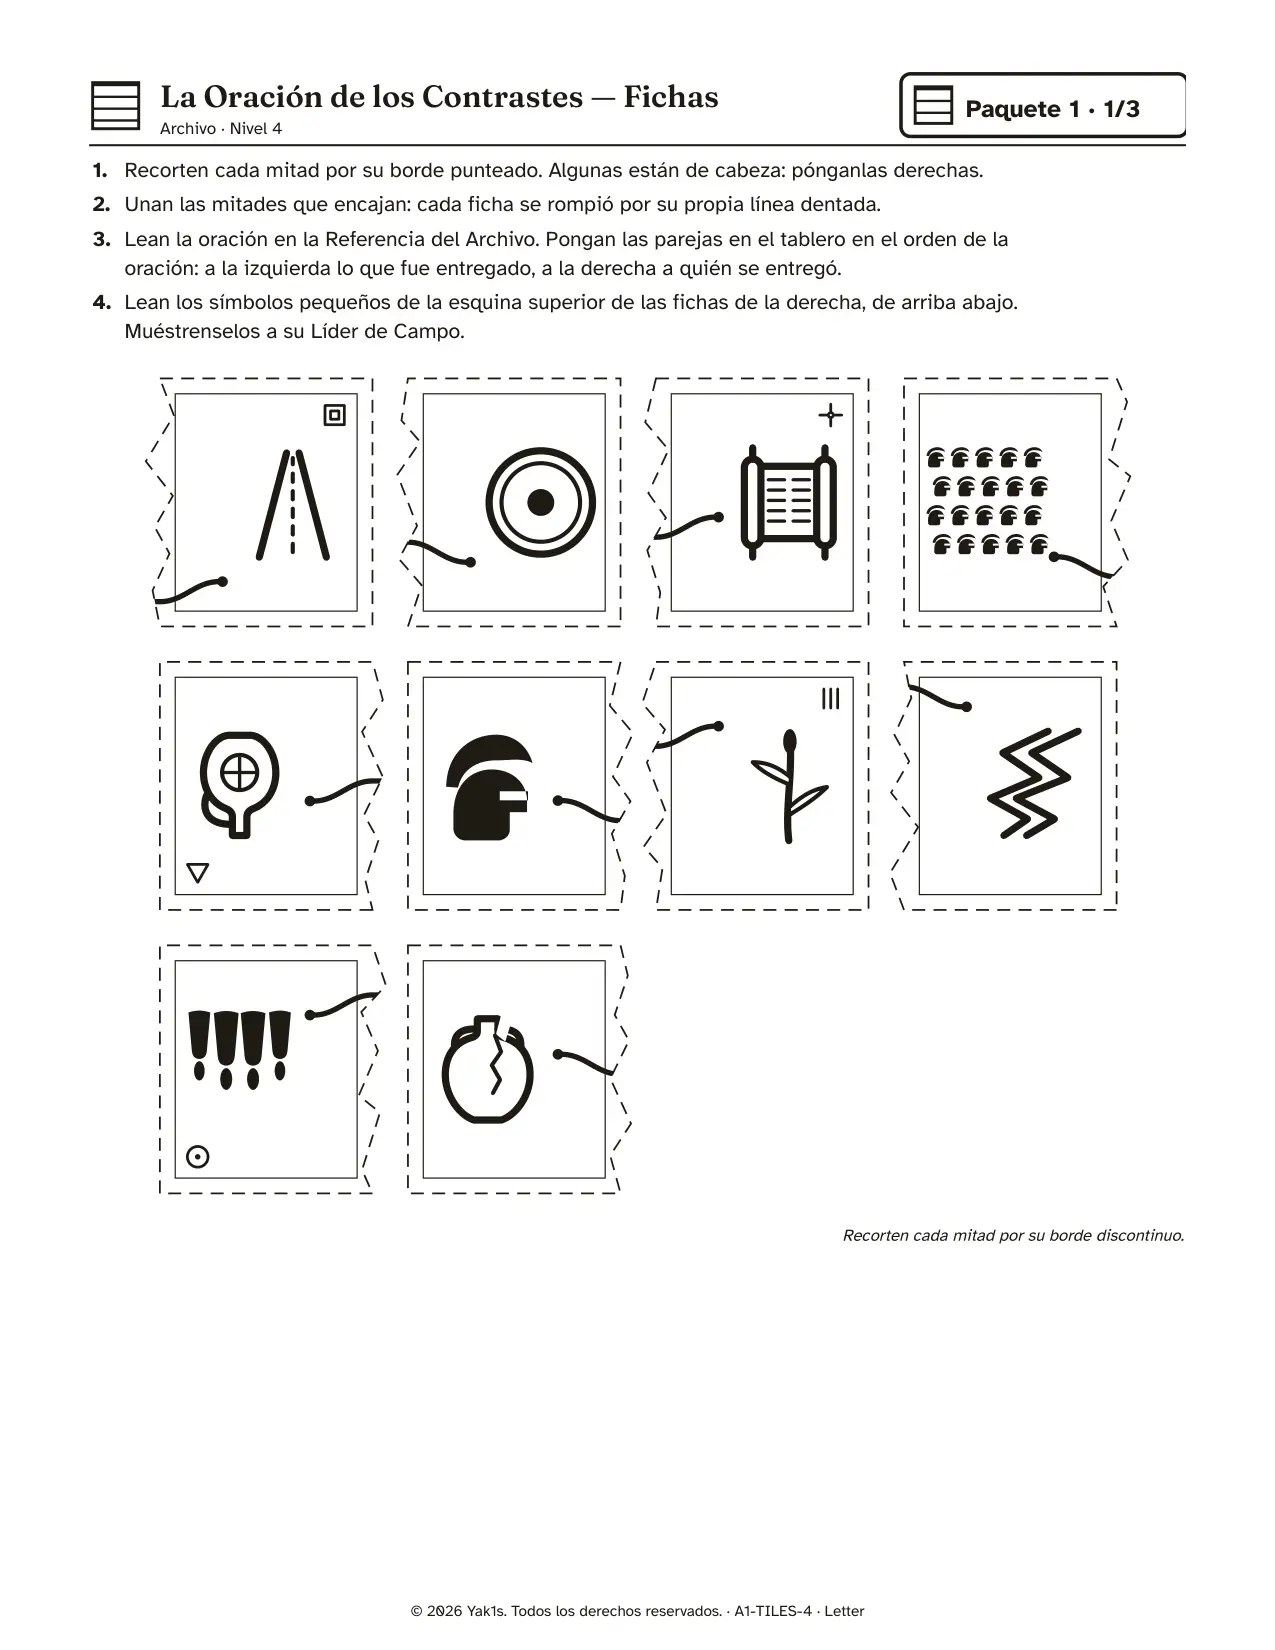 La Oración de los Contrastes — Fichas
Archivo · Nivel 4
Paquete 1 · 1/3
1. Recorten cada mitad por su borde punteado. Algunas están de cabeza: pónganlas derechas.
2. Unan las mitades que encajan: cada ficha se rompió por su propia línea dentada.
3. Lean la oración en la Referencia del Archivo. Pongan las parejas en el tablero en el orden de la
oración: a la izquierda lo que fue entregado, a la derecha a quién se entregó.
4. Lean los símbolos pequeños de la esquina superior de las fichas de la derecha, de arriba abajo.
Muéstrenselos a su Líder de Campo.
Recorten cada mitad por su borde discontinuo.
© 2026 Yak1s. Todos los derechos reservados. · A1-TILES-4 · Letter